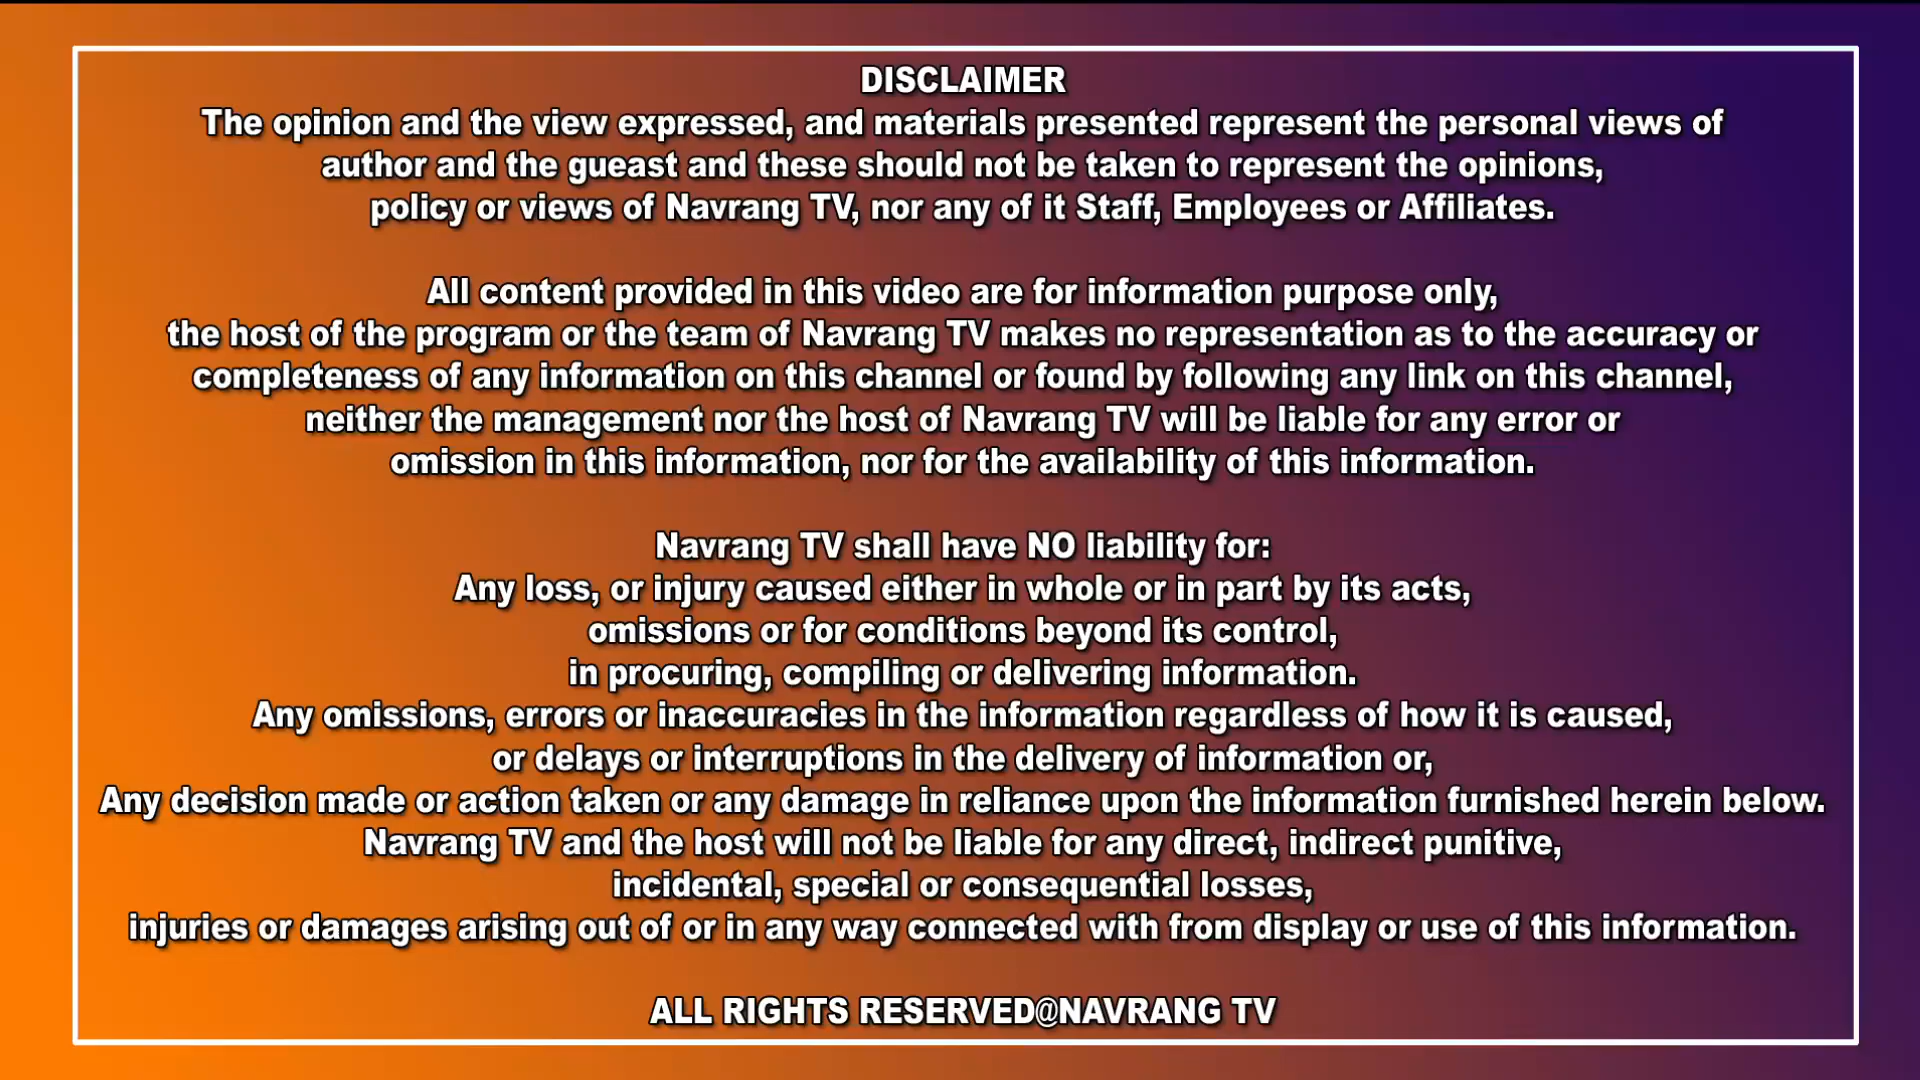 DISCLAIMER
The opinion and the view expressed, and materials presented represent the personal views of
author and the gueast and these should not be taken to represent the opinions,
policy or views of Navrang TV, nor any of it Staff, Employees or Affiliates.
All content provided in this video are for information purpose only,
the host of the program or the team of Navrang TV makes no representation as to the accuracy or
completeness of any information on this channel or found by following any link on this channel,
neither the management nor the host of Navrang TV will be liable for any error or
omission in this information, nor for the availability of this information.
Navrang TV shall have NO liability for:
Any loss, or injury caused either in whole or in part by its acts,
omissions or for conditions beyond its control,
in procuring, compiling or delivering information.
Any omissions, errors or inaccuracies in the information regardless of how it is caused,
or delays or interruptions in the delivery of information or,
Any decision made or action taken or any damage in reliance upon the information furnished herein below.
Navrang TV and the host will not be liable for any direct, indirect punitive,
incidental, special or consequential losses,
injuries or damages arising out of or in any way connected with from display or use of this information.
ALL RIGHTS RESERVED@NAVRANG TV